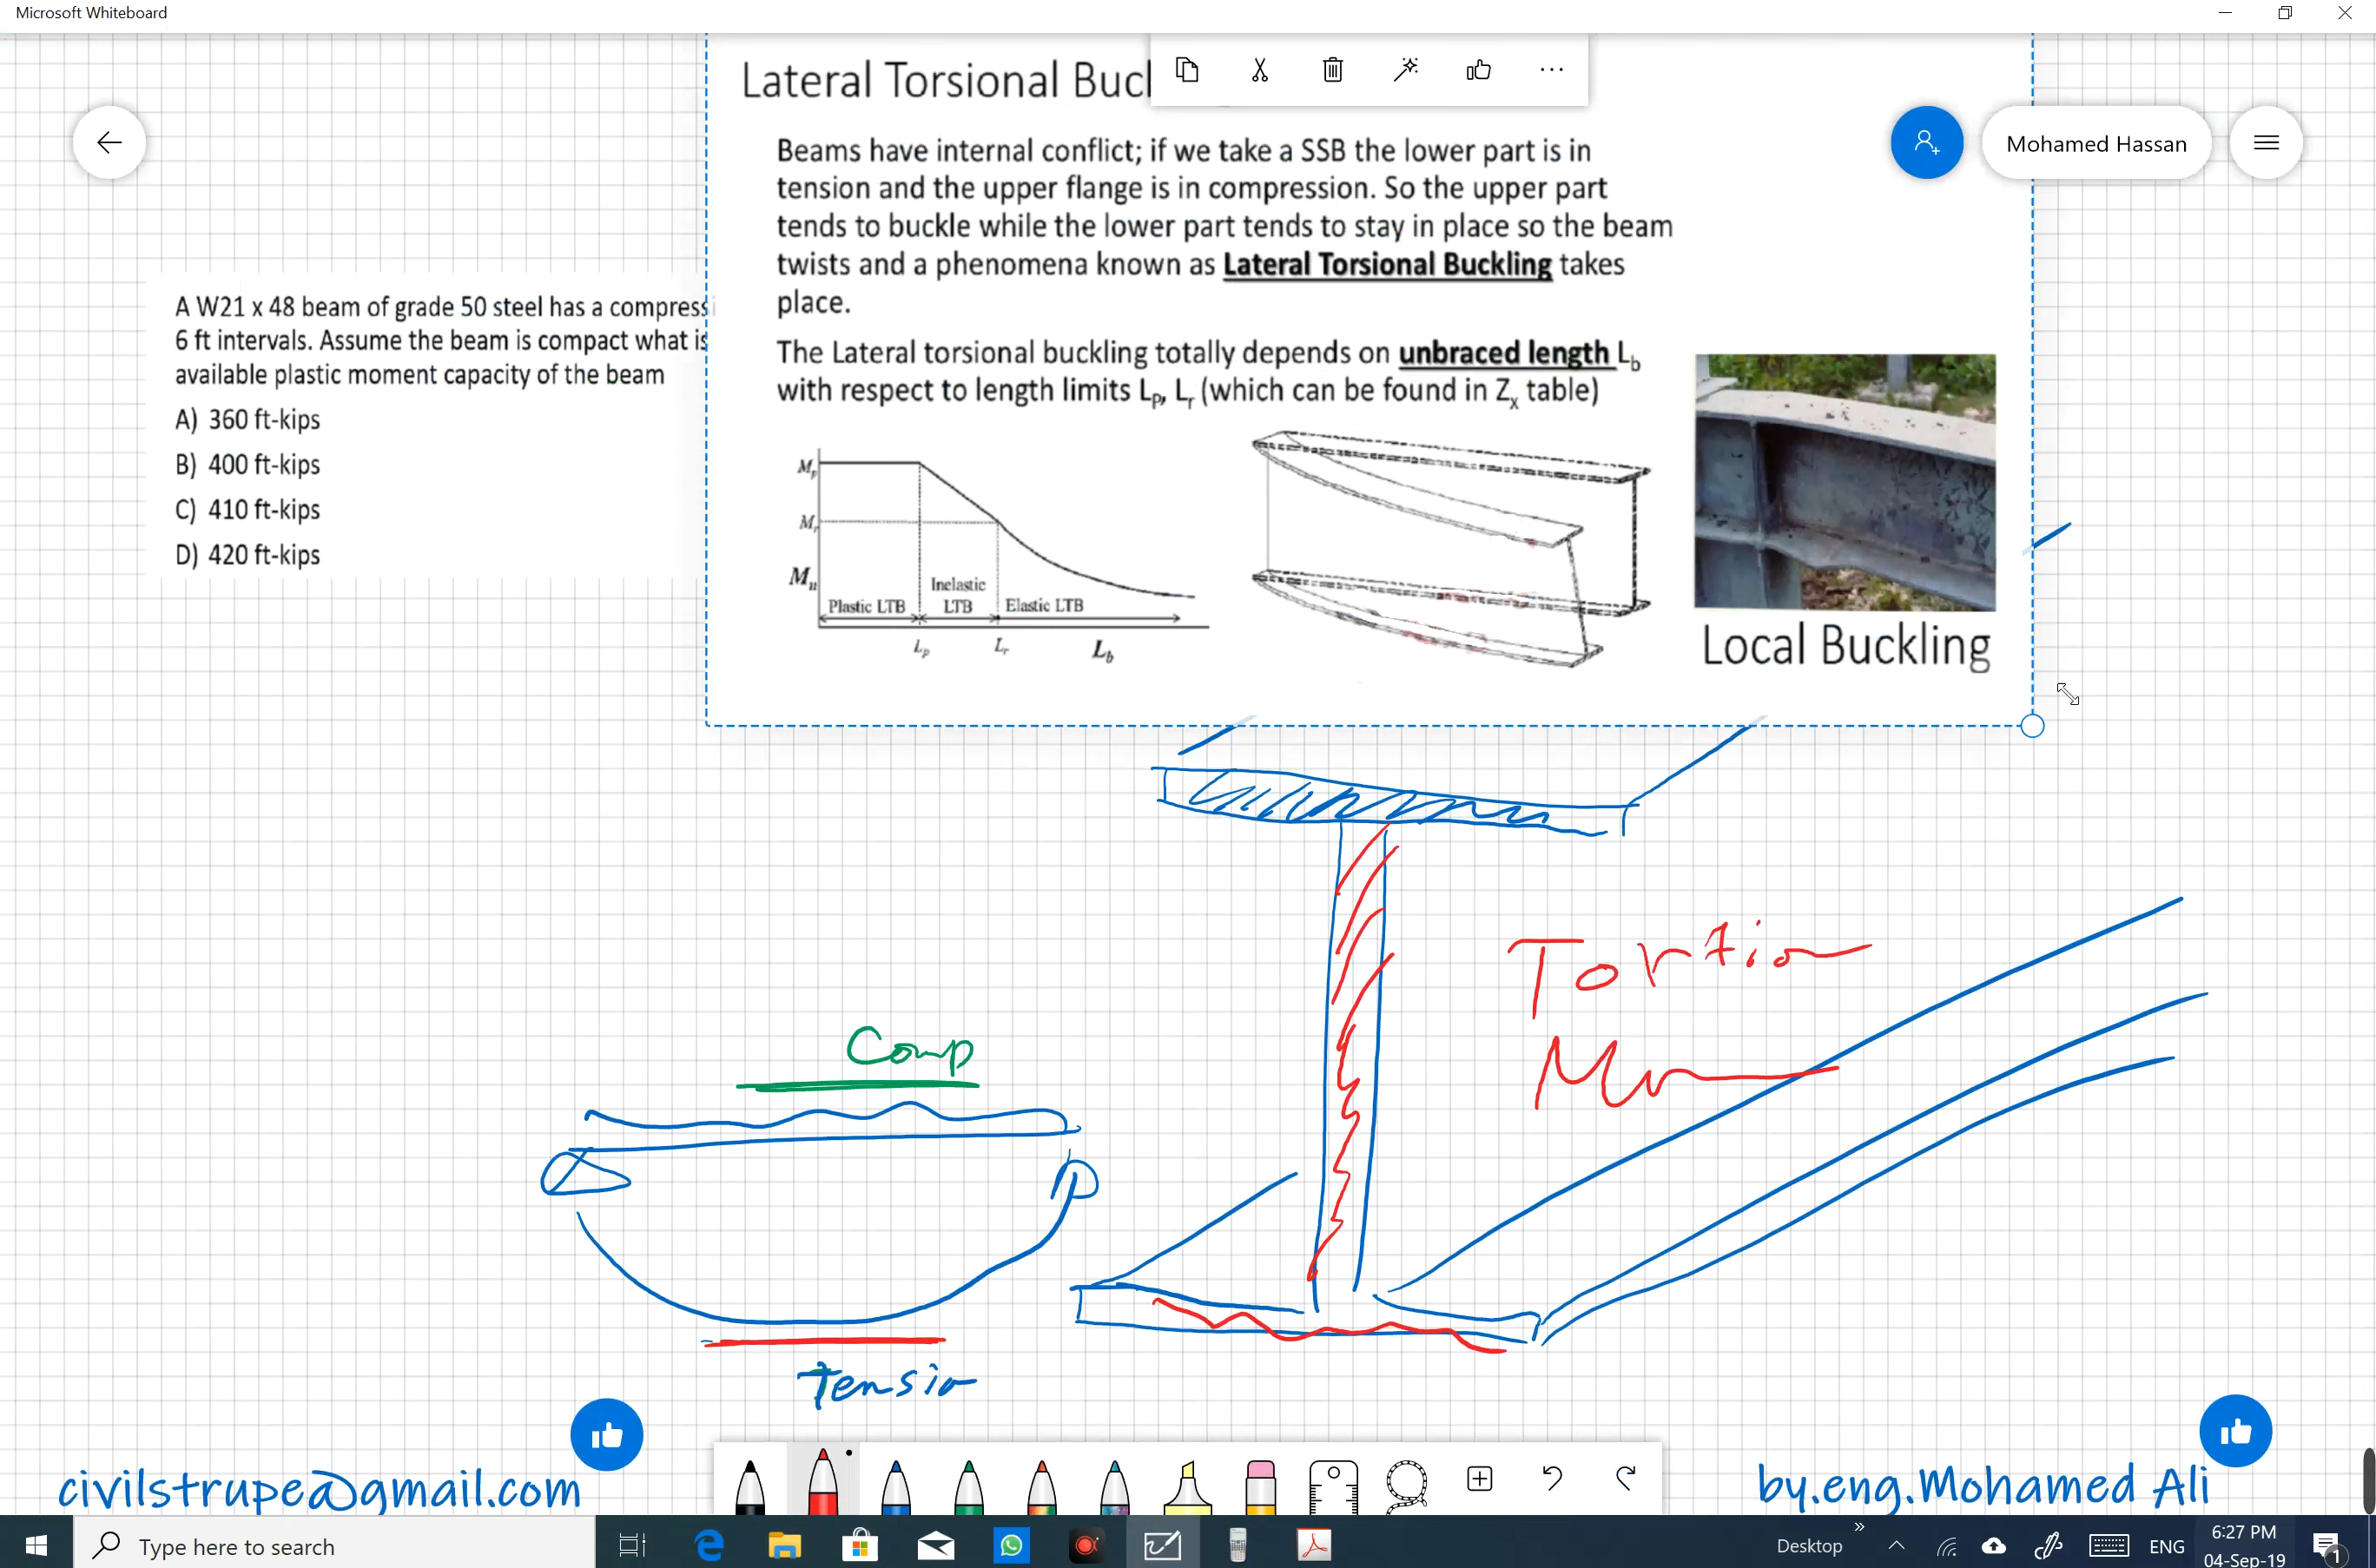 Microsoft Whiteboard
Lateral Torsional Buc
Mohamed Hassan
Beams have internal conflict; if we take a SSB the lower part is in
tension and the upper flange is in compression. So the upper part
tends to buckle while the lower part tends to stay in place so the beam
twists and a phenomena known as Lateral Torsional Buckling takes
place.
The Lateral torsional buckling totally depends on unbraced length Lb
with respect to length limits LP, Lr (which can be found in Zx table)
A W21 x 48 beam of grade 50 steel has a compressi
6 ft intervals. Assume the beam is compact what is
available plastic moment capacity of the beam
A) 360 ft-kips
B) 400 ft-kips
C) 410 ft-kips
D) 420 ft-kips
Mp
Mr
Mn
Plastic LTB
Inelastic
LTB
Elastic LTB
Lp
Lr
Lb
Local Buckling
Tortion
Comp
Tensio
civilstrupe@gmail.com
by.eng.Mohamed Ali
Type here to search
Desktop
ENG
6:27 PM
04-Sep-19
1